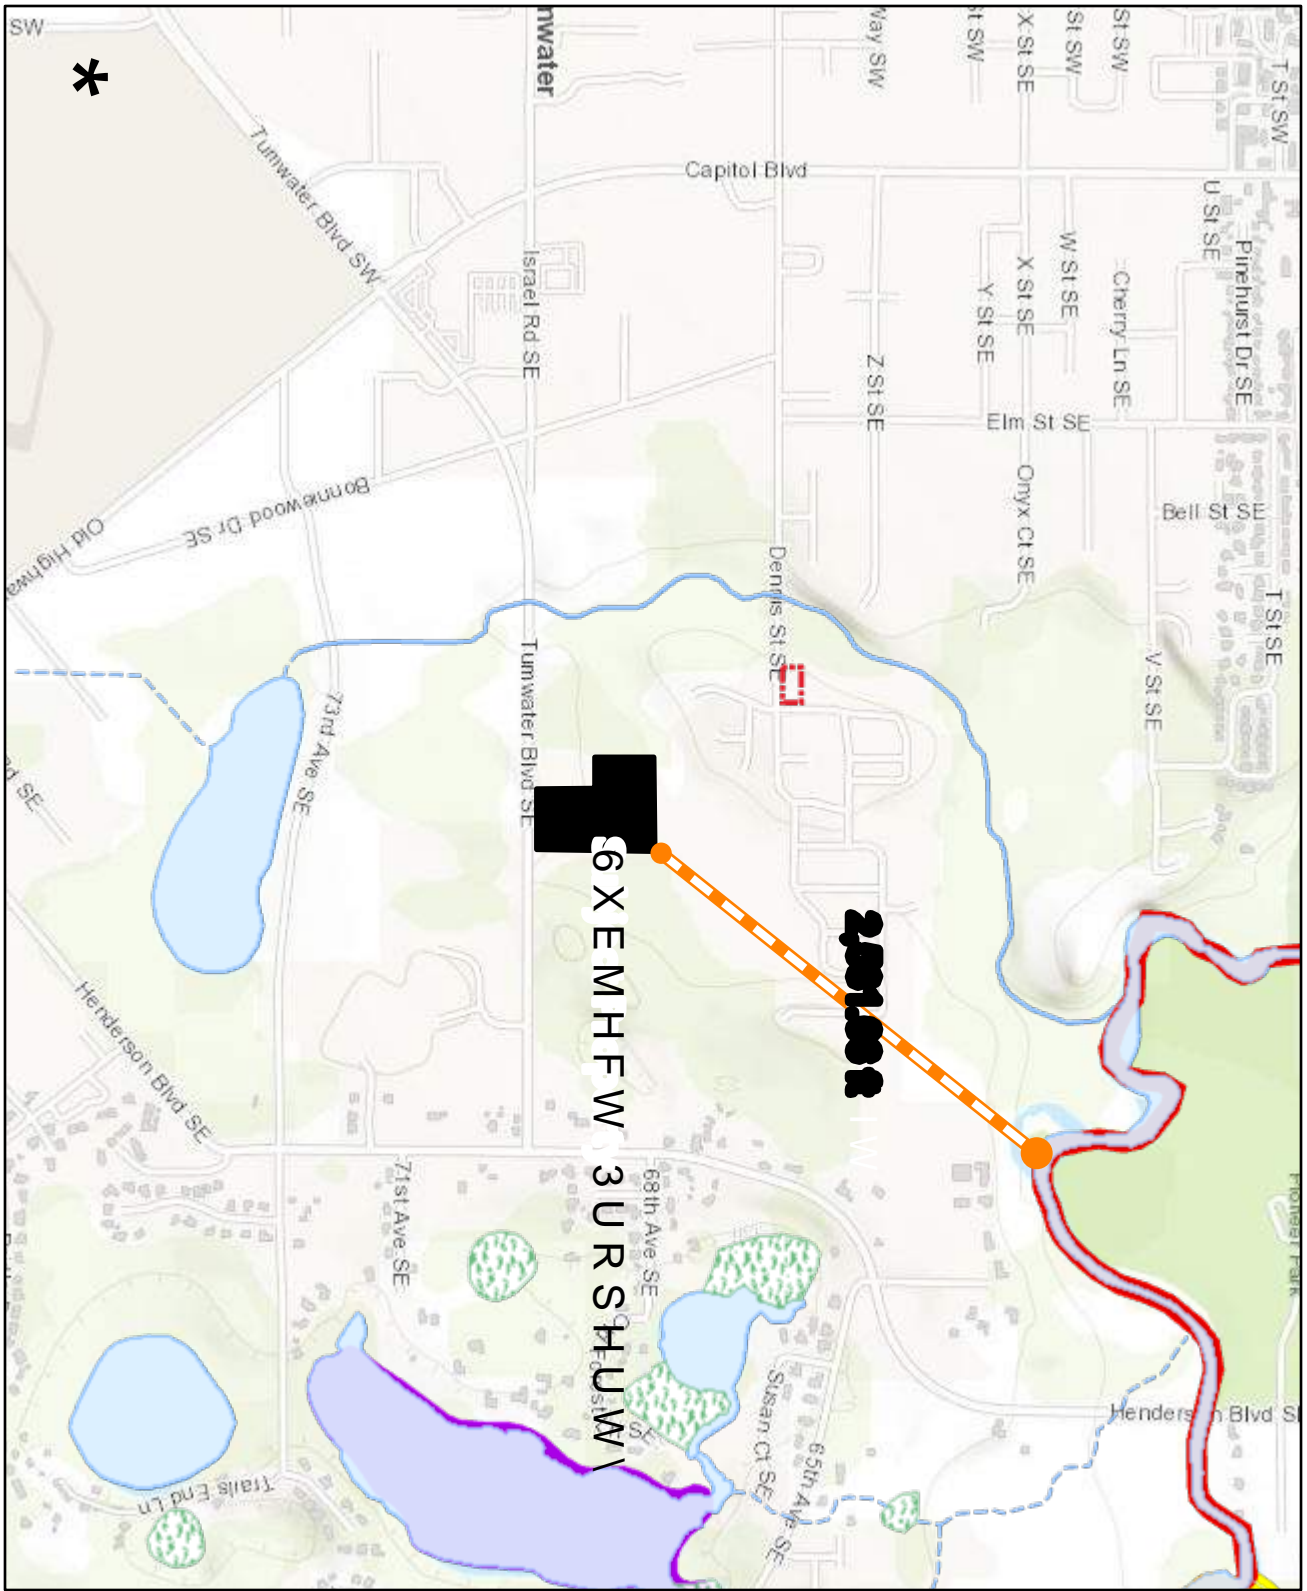 SW
*
nwater
Way SW
St SW
X St SE
St SW
St SW
T St SW
Tumwater Blvd SW
Capitol Blvd
Israel Rd SE
U St SE
Pinehurst Dr SE
W St SE
X St SE
Y St SE
Cherry Ln SE
Z St SE
Elm St SE
Onyx Ct SE
Bell St SE
Bonniewood Dr SE
Old Highwa
Dennis St SE
T St SE
V St SE
Tumwater Blvd SE
73rd Ave SE
d SE
6XEMHFW3URSHUW\
Henderson Blvd SE
71st Ave SE
68th Ave SE
Pioneer Park
Susan Ct SE
65th Ave SE
Trails End Ln
SE